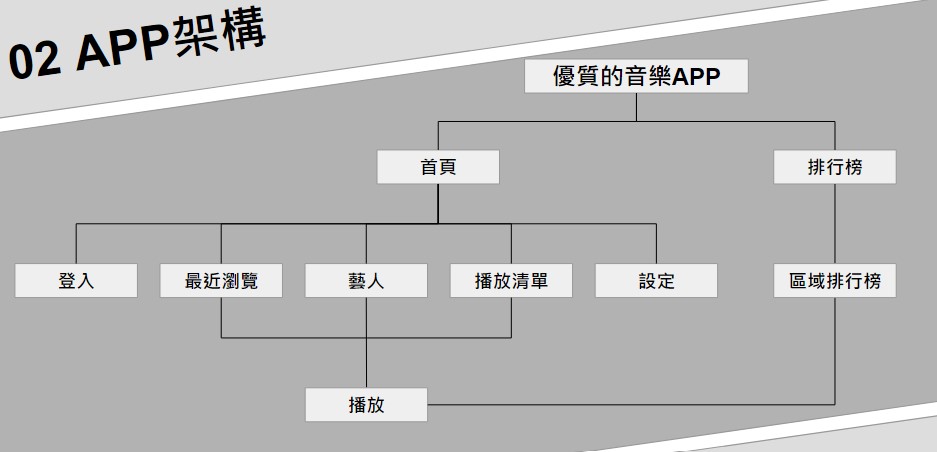 02 APP架構
優質的音樂APP
首頁
排行榜
登入
最近瀏覽
藝人
播放清單
設定
區域排行榜
播放